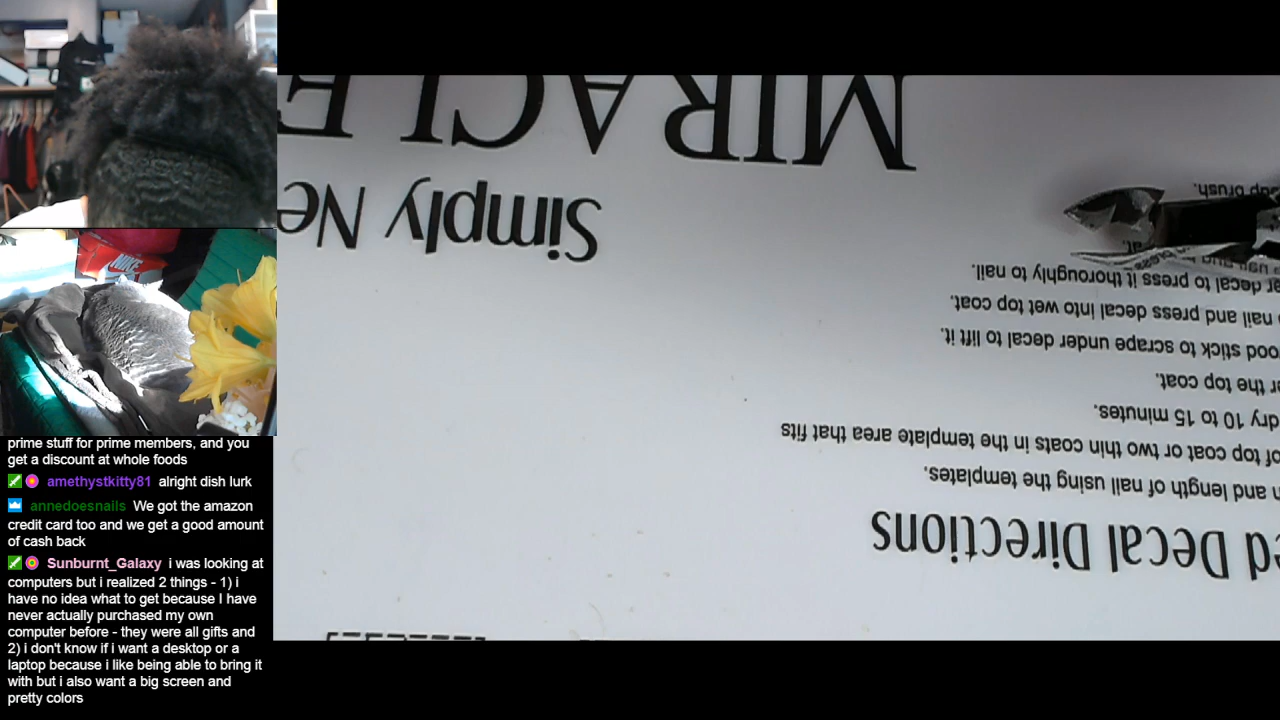 NIKE
prime stuff for prime members, and you
get a discount at whole foods
amethystkitty81 alright dish lurk
annedoesnails We got the amazon
credit card too and we get a good amount
of cash back
Sunburnt_Galaxy i was looking at
computers but i realized 2 things - 1) i
have no idea what to get because I have
never actually purchased my own
computer before - they were all gifts and
2) i don't know if i want a desktop or a
laptop because i like being able to bring it
with but i also want a big screen and
pretty colors
Decal Directions
and length of nail using the templates.
of top coat or two thin coats in the template area that fits
dry 10 to 15 minutes.
the top coat.
stick to scrape under decal to lift it.
nail and press decal into wet top coat.
decal to press it thoroughly to nail.
brush.
Simply
MIRACLE